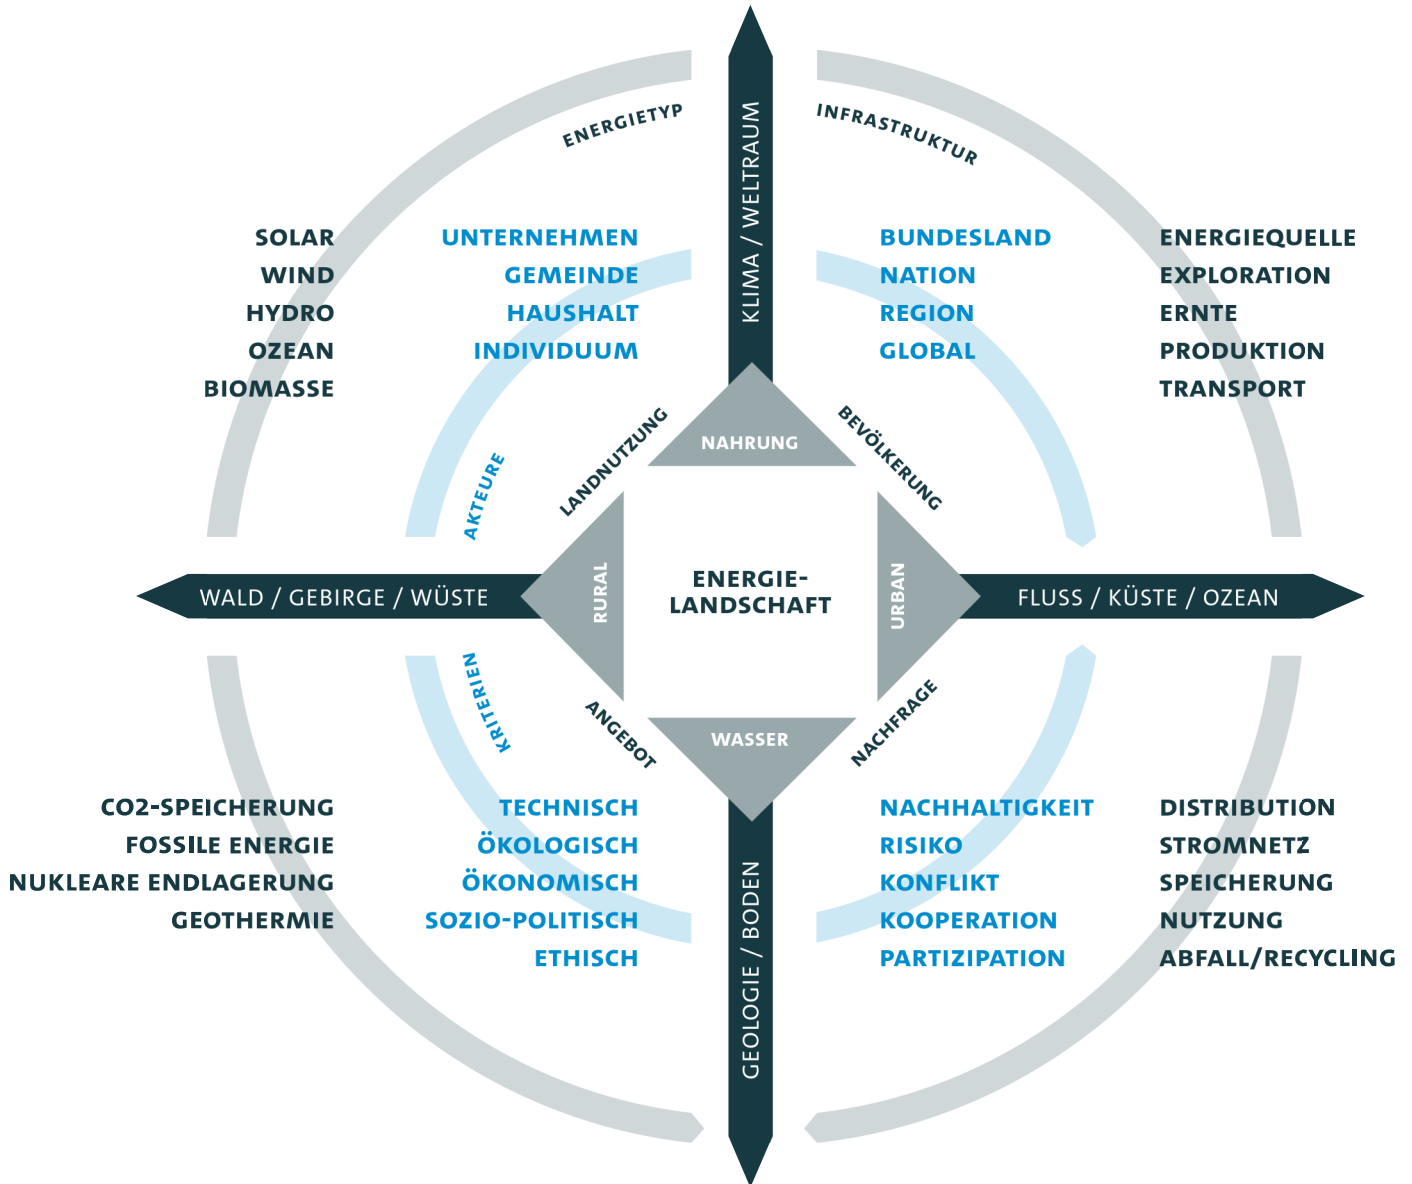 ENERGIETYP
INFRASTRUKTUR
KLIMA / WELTRAUM
SOLAR
WIND
HYDRO
OZEAN
BIOMASSE
UNTERNEHMEN
GEMEINDE
HAUSHALT
INDIVIDUUM
BUNDESLAND
NATION
REGION
GLOBAL
ENERGIEQUELLE
EXPLORATION
ERNTE
PRODUKTION
TRANSPORT
AKTEURE
LANDNUTZUNG
NAHRUNG
BEVÖLKERUNG
WALD / GEBIRGE / WÜSTE
RURAL
ENERGIE-
LANDSCHAFT
URBAN
FLUSS / KÜSTE / OZEAN
KRITERIEN
ANGEBOT
WASSER
NACHFRAGE
CO2-SPEICHERUNG
FOSSILE ENERGIE
NUKLEARE ENDLAGERUNG
GEOTHERMIE
TECHNISCH
ÖKOLOGISCH
ÖKONOMISCH
SOZIO-POLITISCH
ETHISCH
GEOLOGIE / BODEN
NACHHALTIGKEIT
RISIKO
KONFLIKT
KOOPERATION
PARTIZIPATION
DISTRIBUTION
STROMNETZ
SPEICHERUNG
NUTZUNG
ABFALL/RECYCLING